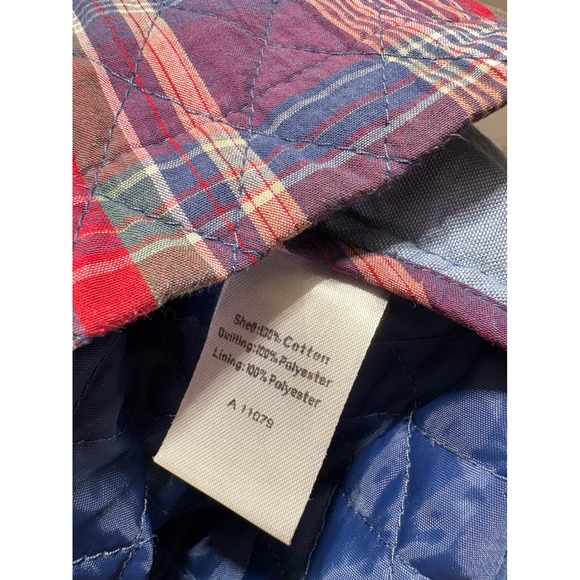 Shell:100% Cotton
Quilting:100% Polyester
Lining:100% Polyester
A 11079